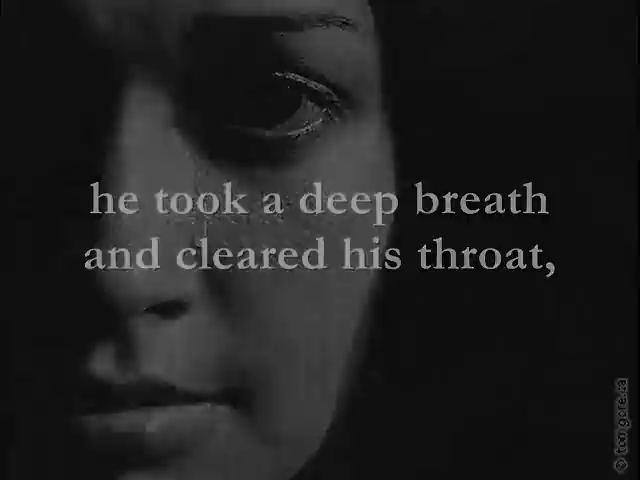 he took a deep breath
and cleared his throat,